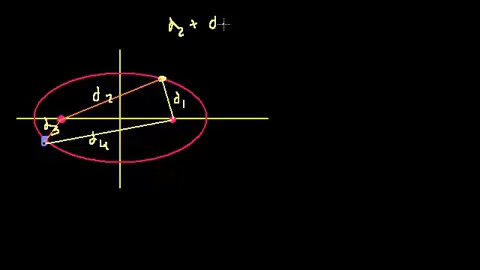 d₂ + d
d₂
d₁
d₃
d₄